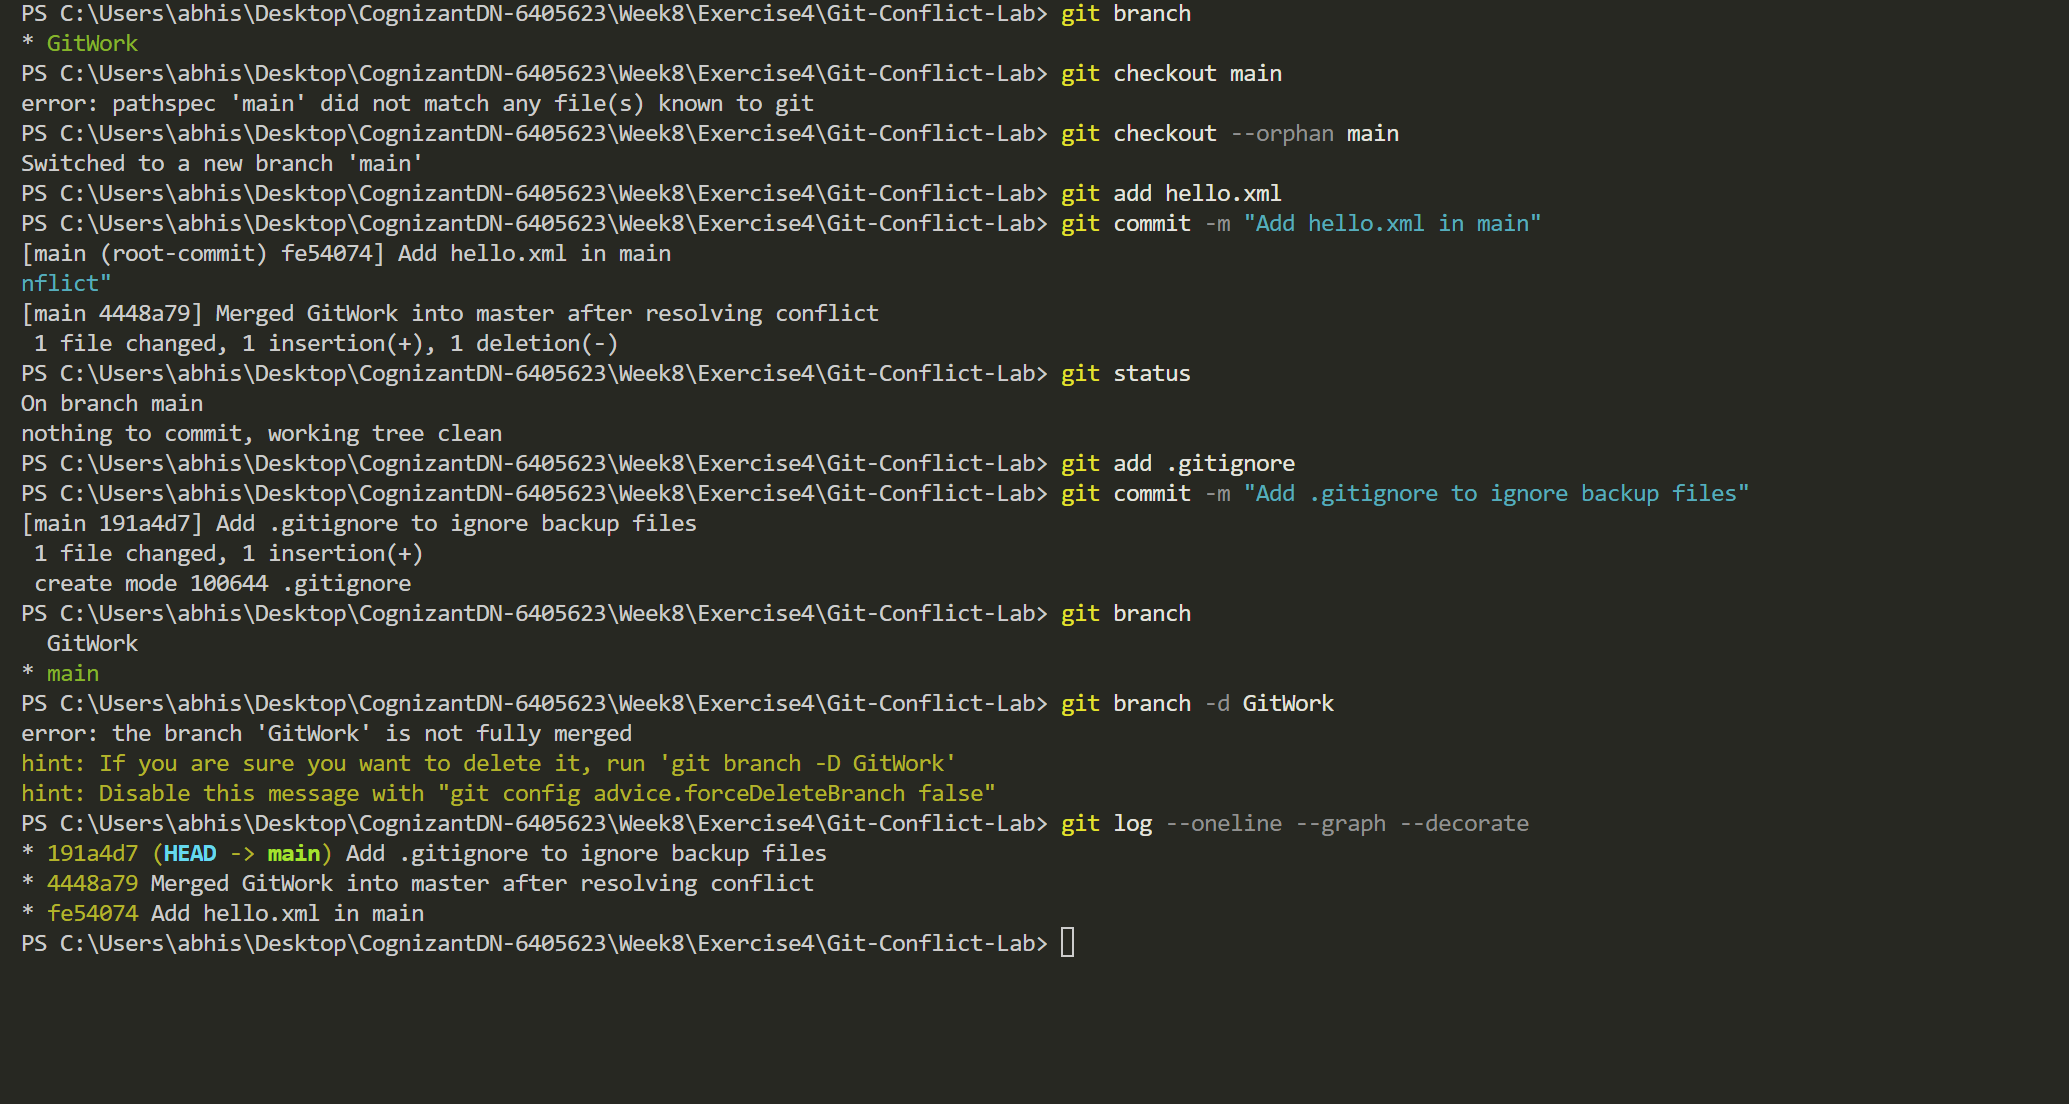 PS C:\Users\abhis\Desktop\CognizantDN-6405623\Week8\Exercise4\Git-Conflict-Lab> git branch
* GitWork
PS C:\Users\abhis\Desktop\CognizantDN-6405623\Week8\Exercise4\Git-Conflict-Lab> git checkout main
error: pathspec 'main' did not match any file(s) known to git
PS C:\Users\abhis\Desktop\CognizantDN-6405623\Week8\Exercise4\Git-Conflict-Lab> git checkout --orphan main
Switched to a new branch 'main'
PS C:\Users\abhis\Desktop\CognizantDN-6405623\Week8\Exercise4\Git-Conflict-Lab> git add hello.xml
PS C:\Users\abhis\Desktop\CognizantDN-6405623\Week8\Exercise4\Git-Conflict-Lab> git commit -m "Add hello.xml in main"
[main (root-commit) fe54074] Add hello.xml in main
nflict"
[main 4448a79] Merged GitWork into master after resolving conflict
 1 file changed, 1 insertion(+), 1 deletion(-)
PS C:\Users\abhis\Desktop\CognizantDN-6405623\Week8\Exercise4\Git-Conflict-Lab> git status
On branch main
nothing to commit, working tree clean
PS C:\Users\abhis\Desktop\CognizantDN-6405623\Week8\Exercise4\Git-Conflict-Lab> git add .gitignore
PS C:\Users\abhis\Desktop\CognizantDN-6405623\Week8\Exercise4\Git-Conflict-Lab> git commit -m "Add .gitignore to ignore backup files"
[main 191a4d7] Add .gitignore to ignore backup files
 1 file changed, 1 insertion(+)
 create mode 100644 .gitignore
PS C:\Users\abhis\Desktop\CognizantDN-6405623\Week8\Exercise4\Git-Conflict-Lab> git branch
  GitWork
* main
PS C:\Users\abhis\Desktop\CognizantDN-6405623\Week8\Exercise4\Git-Conflict-Lab> git branch -d GitWork
error: the branch 'GitWork' is not fully merged
hint: If you are sure you want to delete it, run 'git branch -D GitWork'
hint: Disable this message with "git config advice.forceDeleteBranch false"
PS C:\Users\abhis\Desktop\CognizantDN-6405623\Week8\Exercise4\Git-Conflict-Lab> git log --oneline --graph --decorate
* 191a4d7 (HEAD -> main) Add .gitignore to ignore backup files
* 4448a79 Merged GitWork into master after resolving conflict
* fe54074 Add hello.xml in main
PS C:\Users\abhis\Desktop\CognizantDN-6405623\Week8\Exercise4\Git-Conflict-Lab>